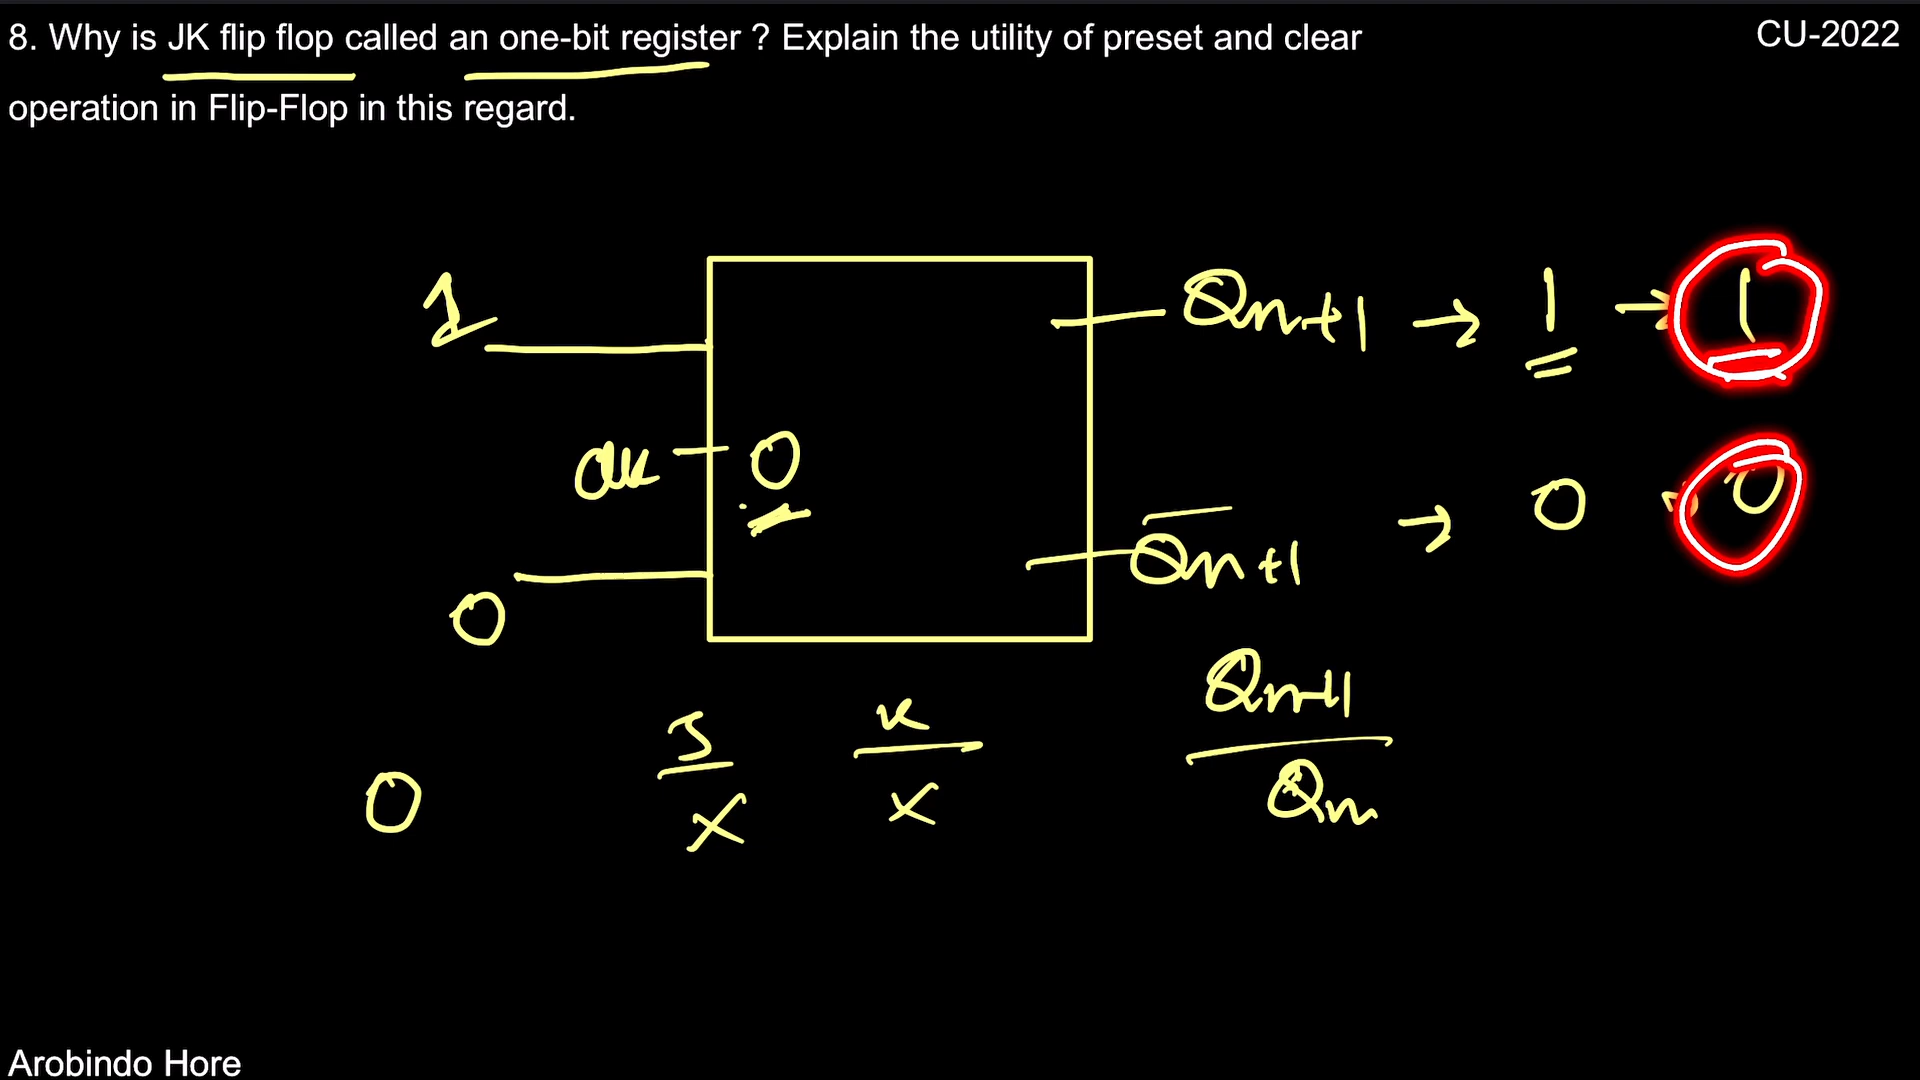 8. Why is JK flip flop called an one-bit register ? Explain the utility of preset and clear
CU-2022
operation in Flip-Flop in this regard.
1
Qn+1 → 1 → 1
0
Q̅n+1 → 0 → 0
0
J K Qn+1
0 X X Qn
Arobindo Hore